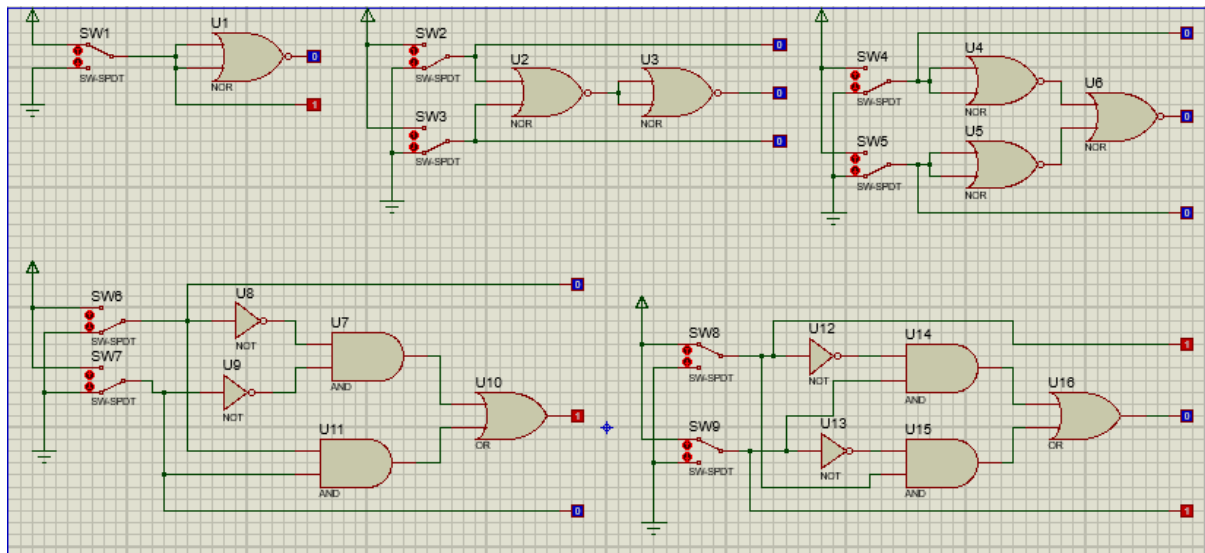 SW1
SW-SPDT
U1
NOR
0
1
SW2
SW-SPDT
SW3
SW-SPDT
U2
NOR
U3
NOR
0
0
0
SW4
SW-SPDT
SW5
SW-SPDT
U4
NOR
U5
NOR
U6
NOR
0
0
0
SW6
SW-SPDT
SW7
SW-SPDT
U8
NOT
U9
NOT
U7
AND
U11
AND
U10
OR
0
1
0
SW8
SW-SPDT
SW9
SW-SPDT
U12
NOT
U13
NOT
U14
AND
U15
AND
U16
OR
1
0
1